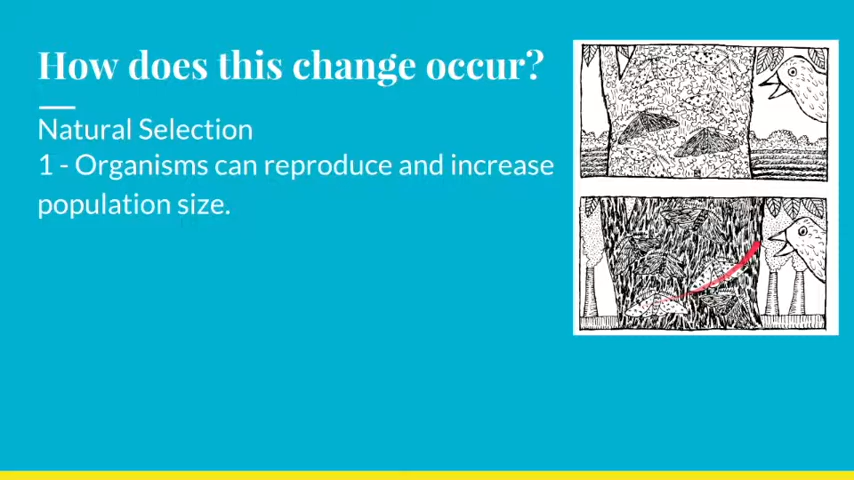 How does this change occur?
Natural Selection
1 - Organisms can reproduce and increase
population size.